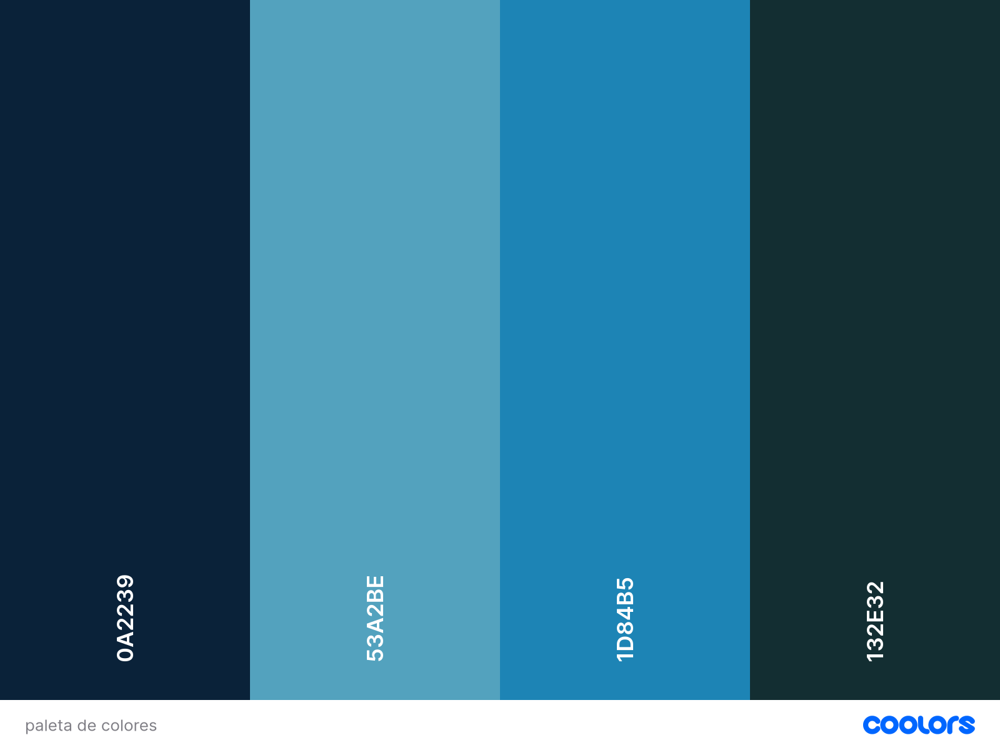 0A2239
53A2BE
1D84B5
132E32
paleta de colores
coolors